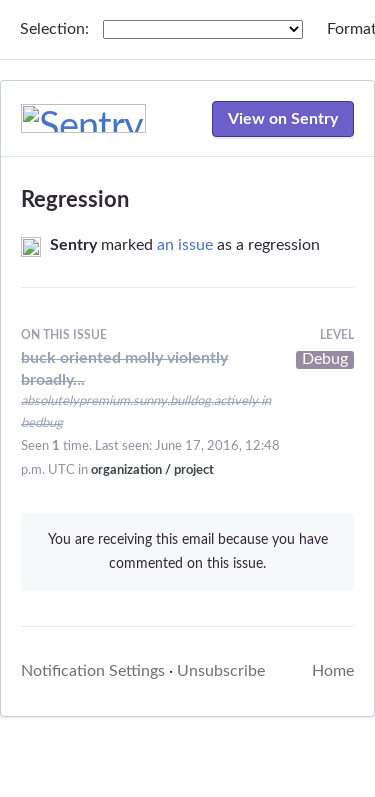 Selection:
Format
Sentry
View on Sentry
Regression
Sentry marked an issue as a regression
ON THIS ISSUE
LEVEL
buck oriented molly violently
Debug
broadly...
absolutelypremium.sunny.bulldog.actively in
bedbug
Seen 1 time. Last seen: June 17, 2016, 12:48
p.m. UTC in organization / project
You are receiving this email because you have
commented on this issue.
Notification Settings · Unsubscribe
Home